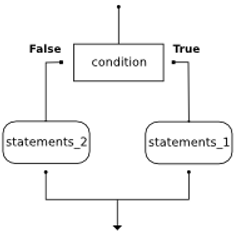 False
True
condition
statements_2
statements_1